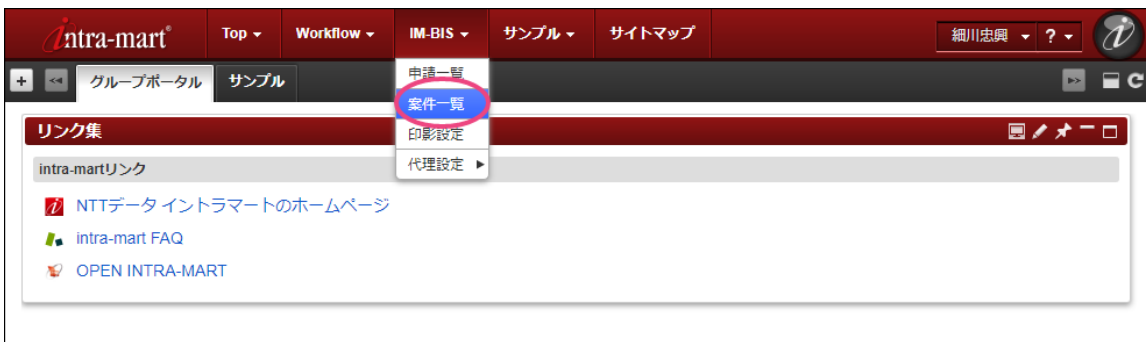 intra-mart® Top Workflow IM-BIS サンプル サイトマップ 細川忠興 ?
グループポータル サンプル
申請一覧
案件一覧
印影設定
代理設定
リンク集
intra-martリンク
NTTデータ イントラマートのホームページ
intra-mart FAQ
OPEN INTRA-MART